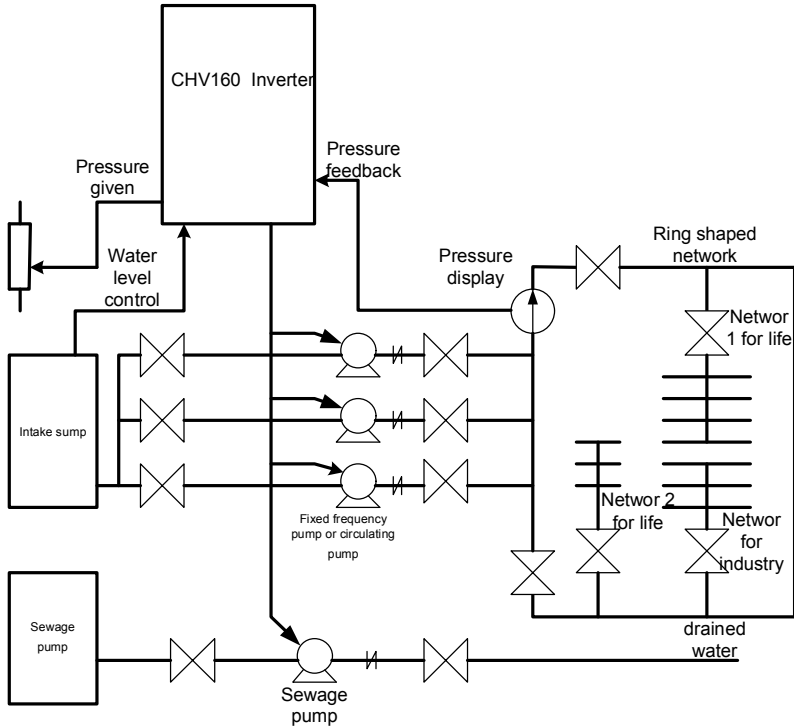 CHV160 Inverter
Pressure
given
Pressure
feedback
Water
level
control
Pressure
display
Ring shaped
network
Networ
1 for life
Intake sump
Networ 2
for life
Networ
for
industry
Fixed frequency
pump or circulating
pump
Sewage
pump
Sewage
pump
drained
water